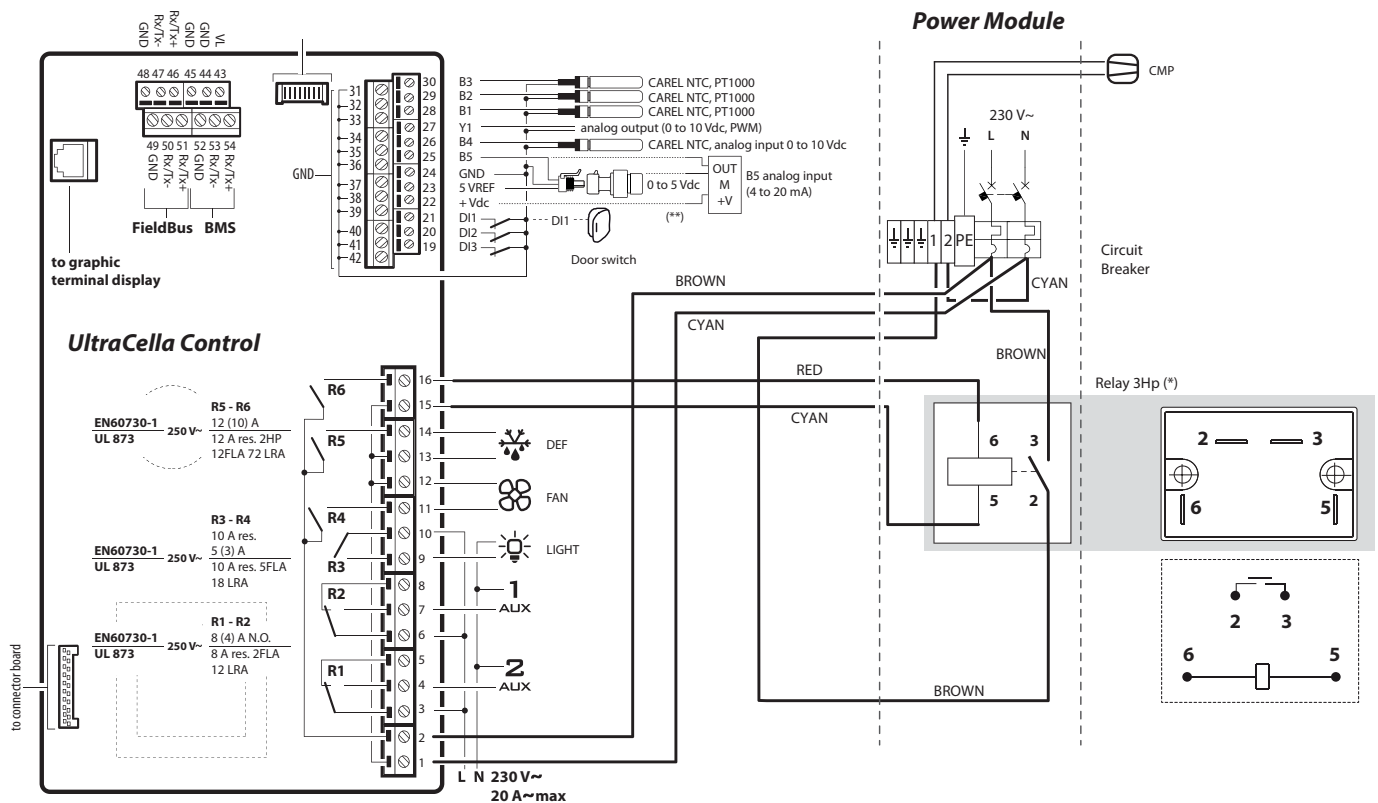 Power Module
GND
Rx/Tx-
Rx/Tx+
GND
GND
VL
48 47 46 45 44 43
49 50 51 52 53 54
GND
Rx/Tx-
Rx/Tx+
GND
Rx/Tx-
Rx/Tx+
FieldBus BMS
to graphic
terminal display
GND
31
32
33
34
35
36
37
38
39
40
41
42
30
29
28
27
26
25
24
23
22
21
20
19
B3
B2
B1
Y1
B4
B5
GND
5 VREF
+ Vdc
DI1
DI2
DI3
CAREL NTC, PT1000
CAREL NTC, PT1000
CAREL NTC, PT1000
analog output (0 to 10 Vdc, PWM)
CAREL NTC, analog input 0 to 10 Vdc
0 to 5 Vdc
OUT
M
+V
B5 analog input
(4 to 20 mA)
(**)
DI1
Door switch
CMP
230 V~
L N
1 2 PE
Circuit
Breaker
BROWN
CYAN
CYAN
BROWN
RED
CYAN
BROWN
Relay 3Hp (*)
6 3
5 2
2 3
6 5
2 3
6 5
UltraCella Control
EN60730-1
UL 873
250 V~
R5 - R6
12 (10) A
12 A res. 2HP
12FLA 72 LRA
EN60730-1
UL 873
250 V~
R3 - R4
10 A res.
5 (3) A
10 A res. 5FLA
18 LRA
EN60730-1
UL 873
250 V~
R1 - R2
8 (4) A N.O.
8 A res. 2FLA
12 LRA
to connector board
R6
R5
R4
R3
R2
R1
16
15
14
13
12
11
10
9
8
7
6
5
4
3
2
1
DEF
FAN
LIGHT
1
AUX
2
AUX
L N 230 V~
20 A~max